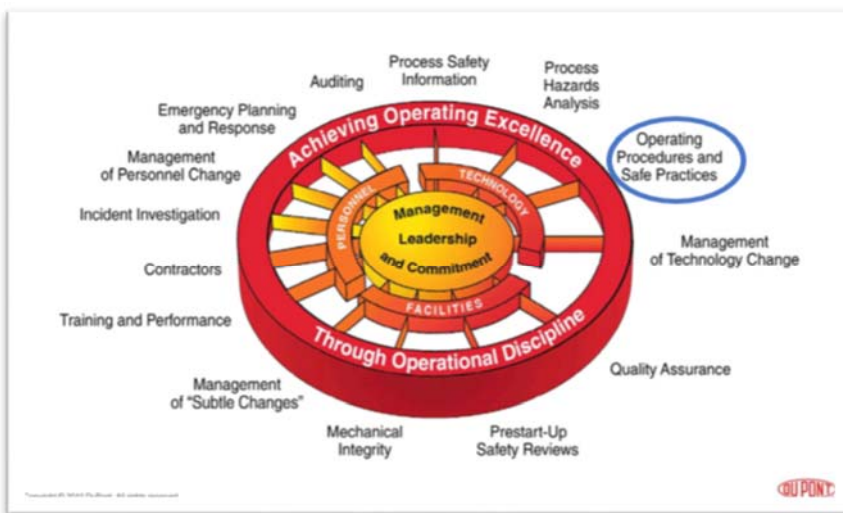 Process Safety
Information
Auditing
Process
Hazards
Analysis
Emergency Planning
and Response
Achieving Operating Excellence
Operating
Procedures and
Safe Practices
Management
of Personnel Change
PERSONNEL
TECHNOLOGY
Incident Investigation
Management
Leadership
and Commitment
Management
of Technology Change
Contractors
FACILITIES
Training and Performance
Through Operational Discipline
Quality Assurance
Management
of "Subtle Changes"
Mechanical
Integrity
Prestart-Up
Safety Reviews
DUPONT